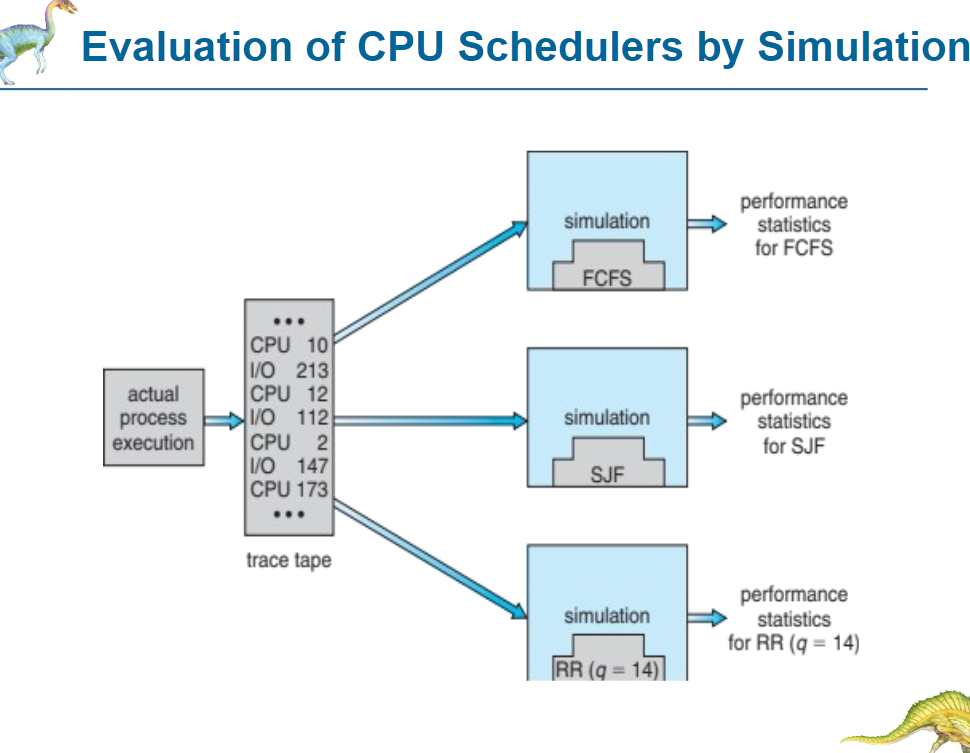 Evaluation of CPU Schedulers by Simulation
actual
process
execution
•••
CPU 10
I/O 213
CPU 12
I/O 112
CPU 2
I/O 147
CPU 173
•••
trace tape
simulation
FCFS
performance
statistics
for FCFS
simulation
SJF
performance
statistics
for SJF
simulation
RR (q = 14)
performance
statistics
for RR (q = 14)